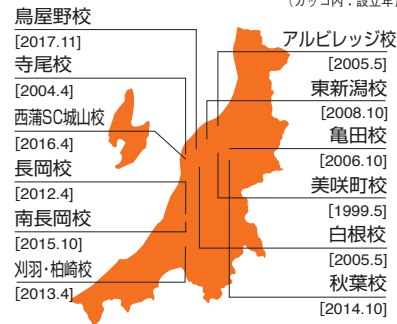 （カッコ内：設立年）
鳥屋野校
[2017.11]
寺尾校
[2004.4]
西蒲SC城山校
[2016.4]
長岡校
[2012.4]
南長岡校
[2015.10]
刈羽・柏崎校
[2013.4]
アルビレッジ校
[2005.5]
東新潟校
[2008.10]
亀田校
[2006.10]
美咲町校
[1999.5]
白根校
[2005.5]
秋葉校
[2014.10]